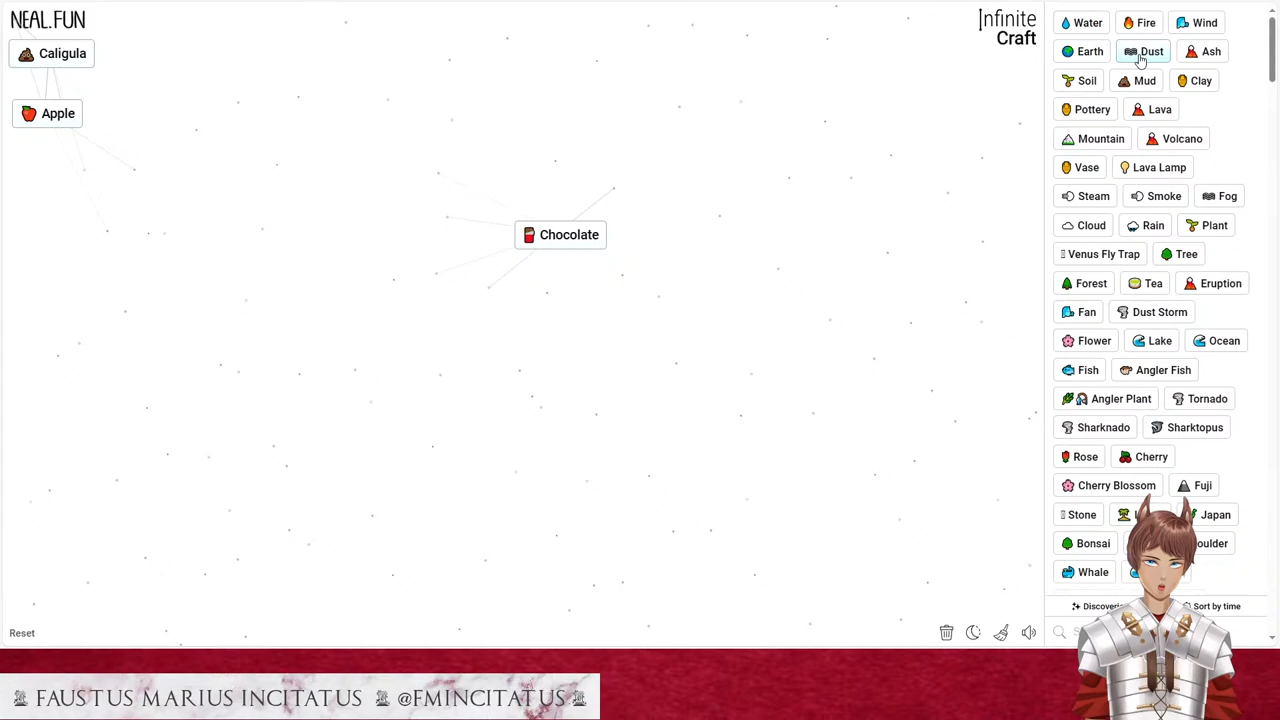 NEAL.FUN
Infinite
Craft
Caligula
Apple
Chocolate
Water
Fire
Wind
Earth
Dust
Ash
Soil
Mud
Clay
Pottery
Lava
Mountain
Volcano
Vase
Lava Lamp
Steam
Smoke
Fog
Cloud
Rain
Plant
Venus Fly Trap
Tree
Forest
Tea
Eruption
Fan
Dust Storm
Flower
Lake
Ocean
Fish
Angler Fish
Angler Plant
Tornado
Sharknado
Sharktopus
Rose
Cherry
Cherry Blossom
Fuji
Stone
Japan
Bonsai
Whale
Reset
Sort by time
FAUSTUS MARIUS INCITATUS @FMINCITATUS